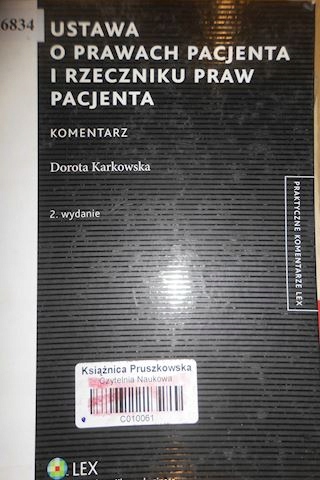 6834
USTAWA
O PRAWACH PACJENTA
I RZECZNIKU PRAW
PACJENTA
KOMENTARZ
Dorota Karkowska
2. wydanie
PRAKTYCZNE KOMENTARZE LEX
Książnica Pruszkowska
Czytelnia Naukowa
C010061
LEX